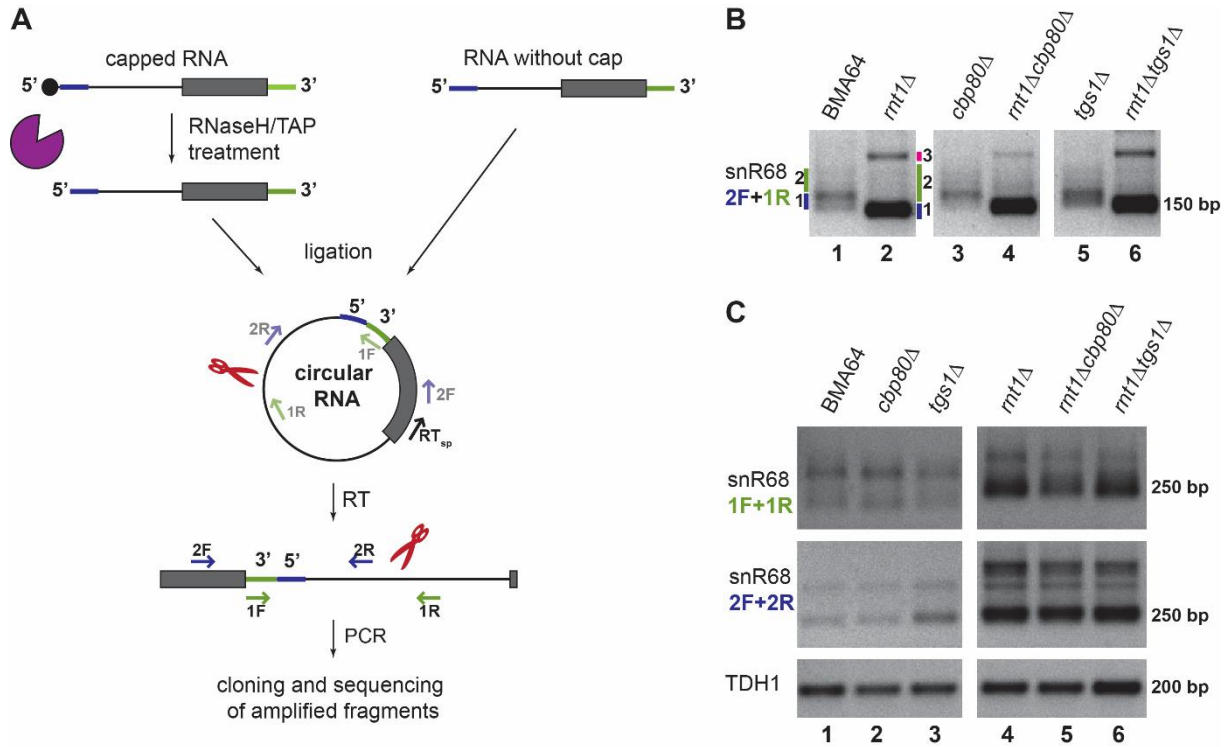 A
capped RNA
RNA without cap
5’ 3’
5’ 3’
RNaseH/TAP
treatment
5’ 3’
ligation
5’
3’
2R
1F
circular
RNA
1R
2F
RTsp
RT
2F 3’ 5’ 2R
1F 1R
PCR
cloning and sequencing
of amplified fragments
B
BMA64
rnt1Δ
cbp80Δ
rnt1Δcbp80Δ
tgs1Δ
rnt1Δtgs1Δ
snR68
2F+1R
2
1
3
2
1
150 bp
1 2 3 4 5 6
C
BMA64
cbp80Δ
tgs1Δ
rnt1Δ
rnt1Δcbp80Δ
rnt1Δtgs1Δ
snR68
1F+1R
250 bp
snR68
2F+2R
250 bp
TDH1
200 bp
1 2 3 4 5 6